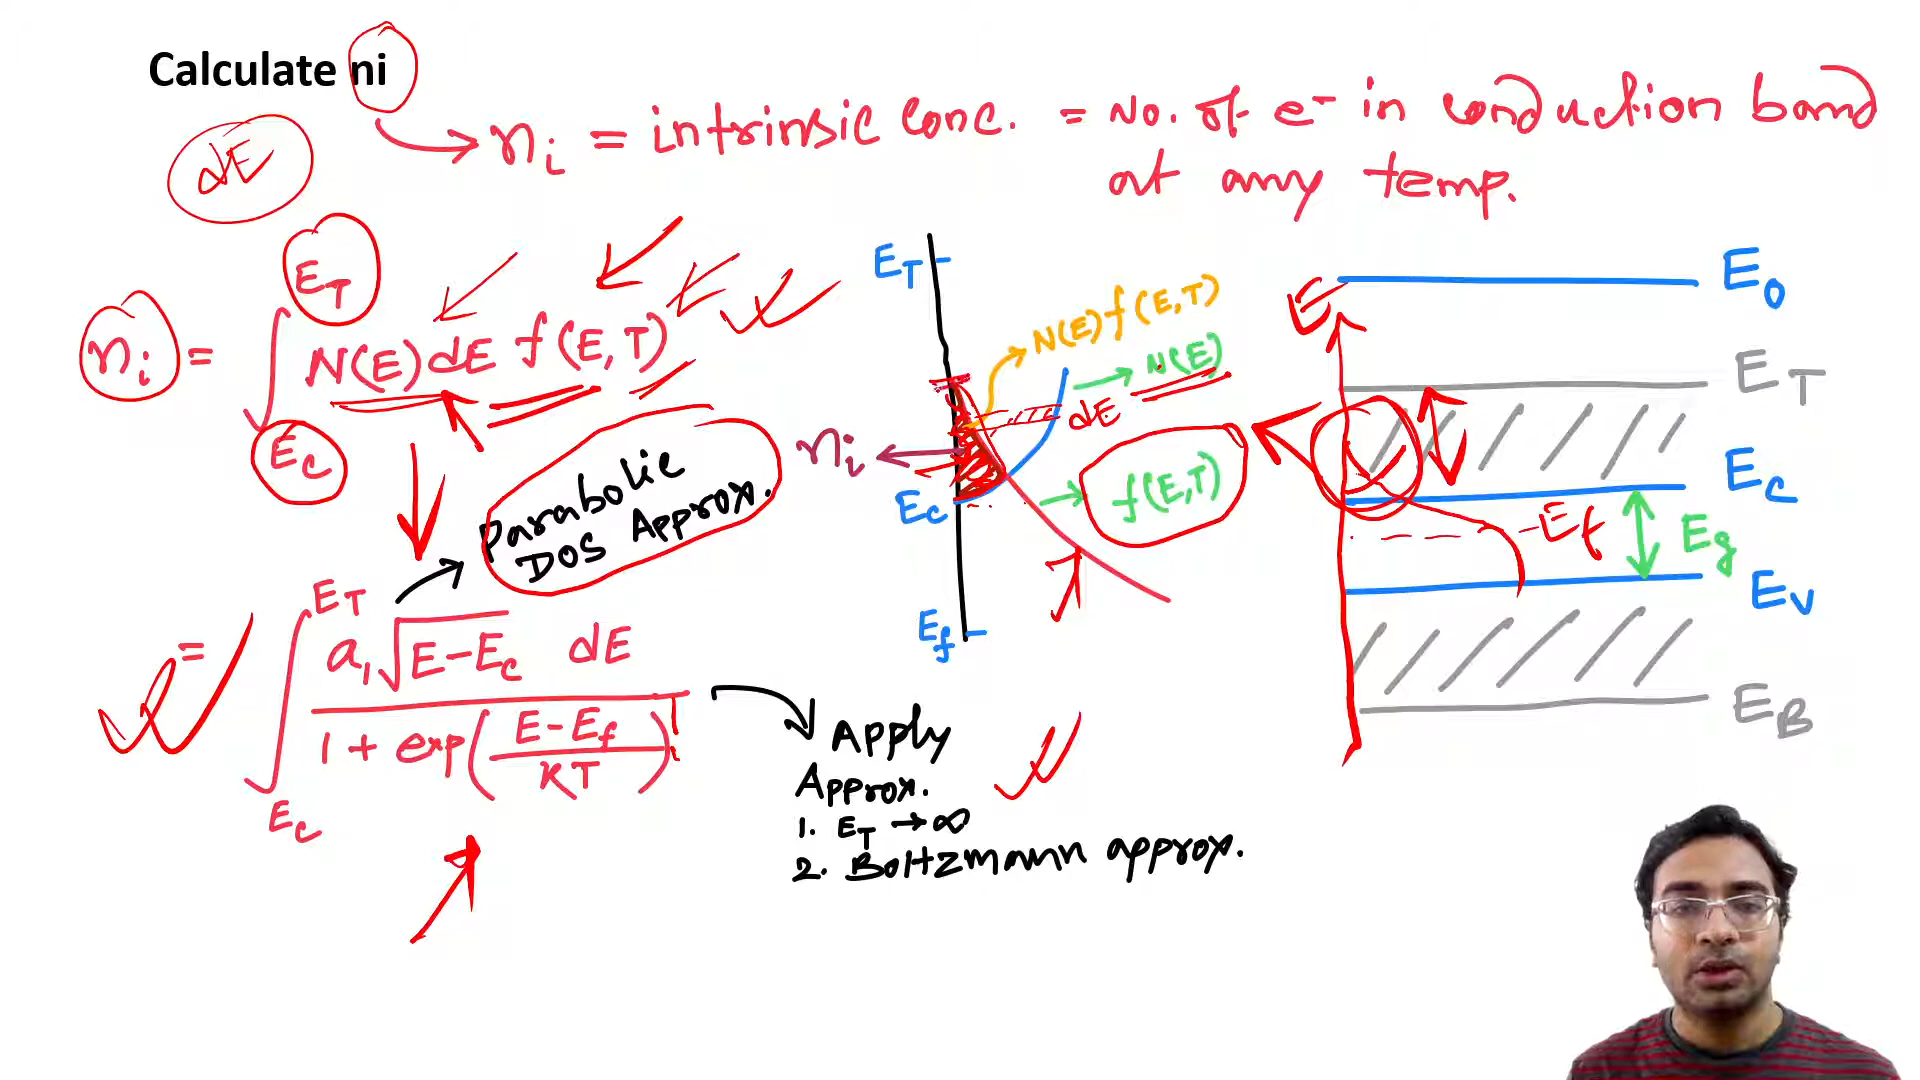 Calculate ni
dE
ni = intrinsic conc. = No. of e- in conduction band
at any temp.
ET
ni = ∫ N(E) dE f(E,T)
Ec
Parabolic
DOS Approx.
ET
= ∫ a1√E-Ec dE
1 + exp(E-Ef
KT)
Ec
Apply
Approx.
1. ET → ∞
2. Boltzmann approx.
ET
N(E) f(E,T)
N(E)
dE
ni
Ec
f(E,T)
Ef
E
E0
ET
Ec
Ef
Eg
Ev
EB